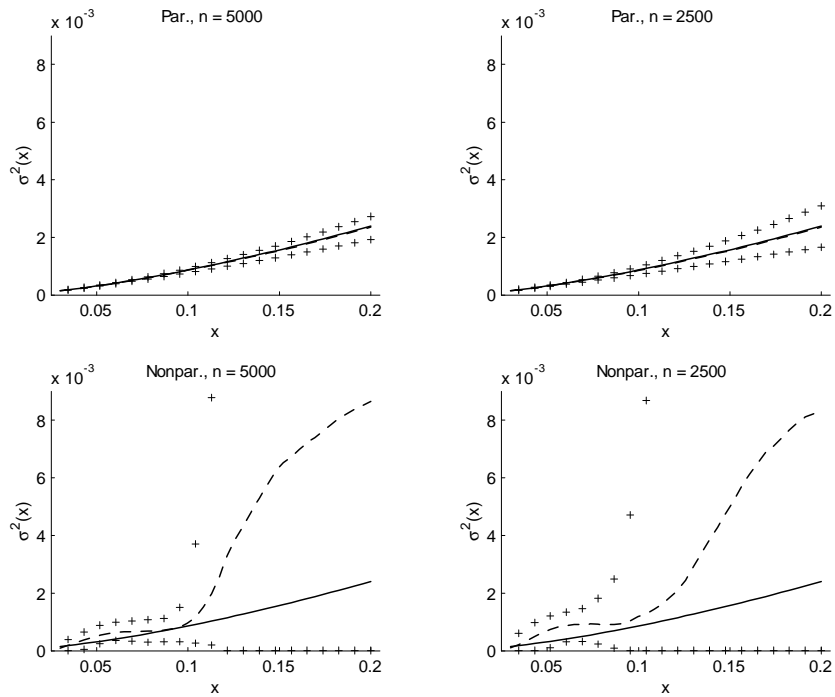 x 10^-3
Par., n = 5000
8
6
4
2
0
σ^2(x)
0.05
0.1
0.15
0.2
x
x 10^-3
Par., n = 2500
8
6
4
2
0
σ^2(x)
0.05
0.1
0.15
0.2
x
x 10^-3
Nonpar., n = 5000
8
6
4
2
0
σ^2(x)
0.05
0.1
0.15
0.2
x
x 10^-3
Nonpar., n = 2500
8
6
4
2
0
σ^2(x)
0.05
0.1
0.15
0.2
x